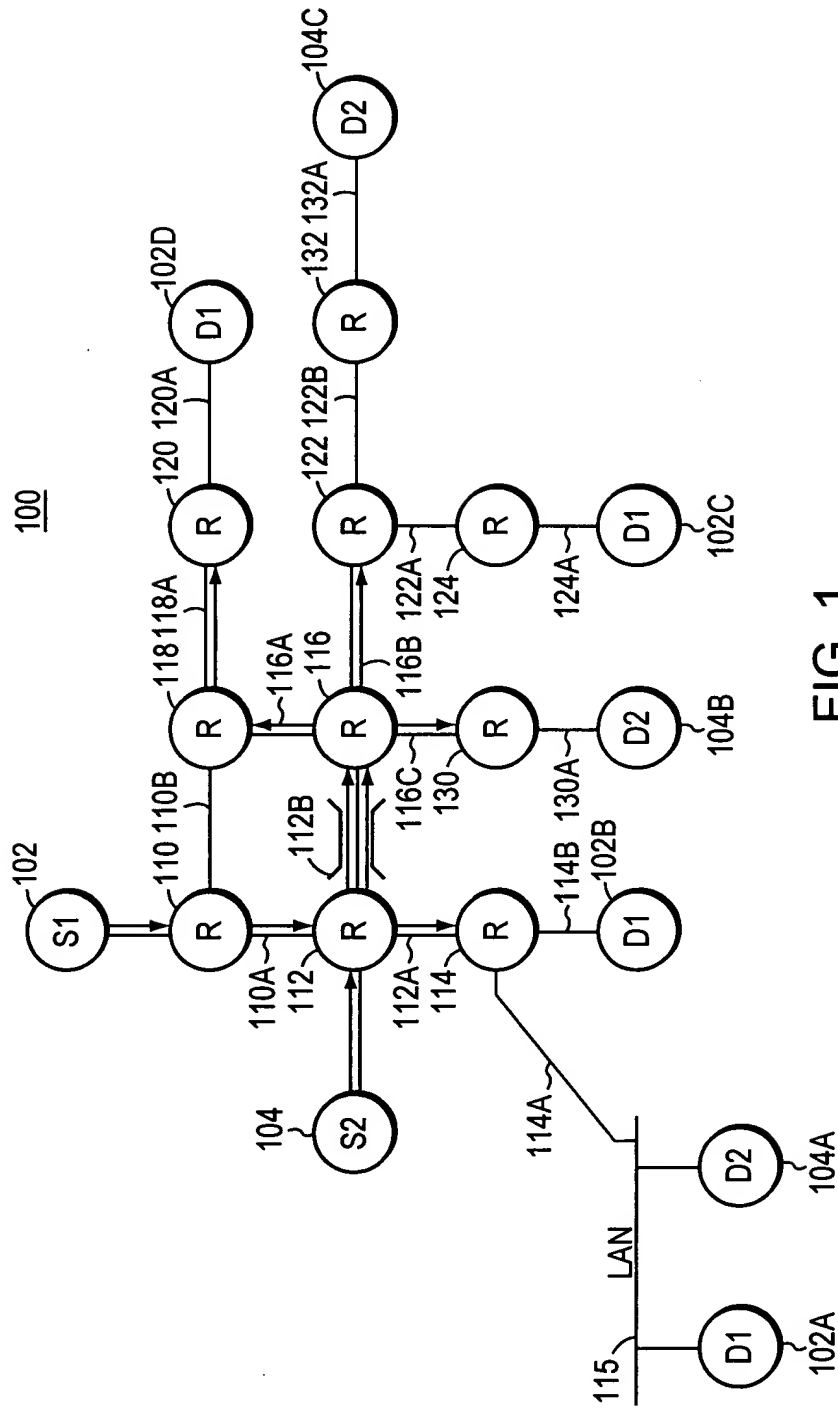 100
102
S1
110
R
110B
118
R
118A
120
R
120A
102D
D1
110A
112
R
112B
116A
116
R
116B
122
R
122B
132
R
132A
104C
D2
104
S2
112A
114
R
116C
130
R
122A
124
R
114A
114B
102B
D1
130A
D2
104B
124A
D1
102C
115
LAN
D1
102A
D2
104A
FIG. 1